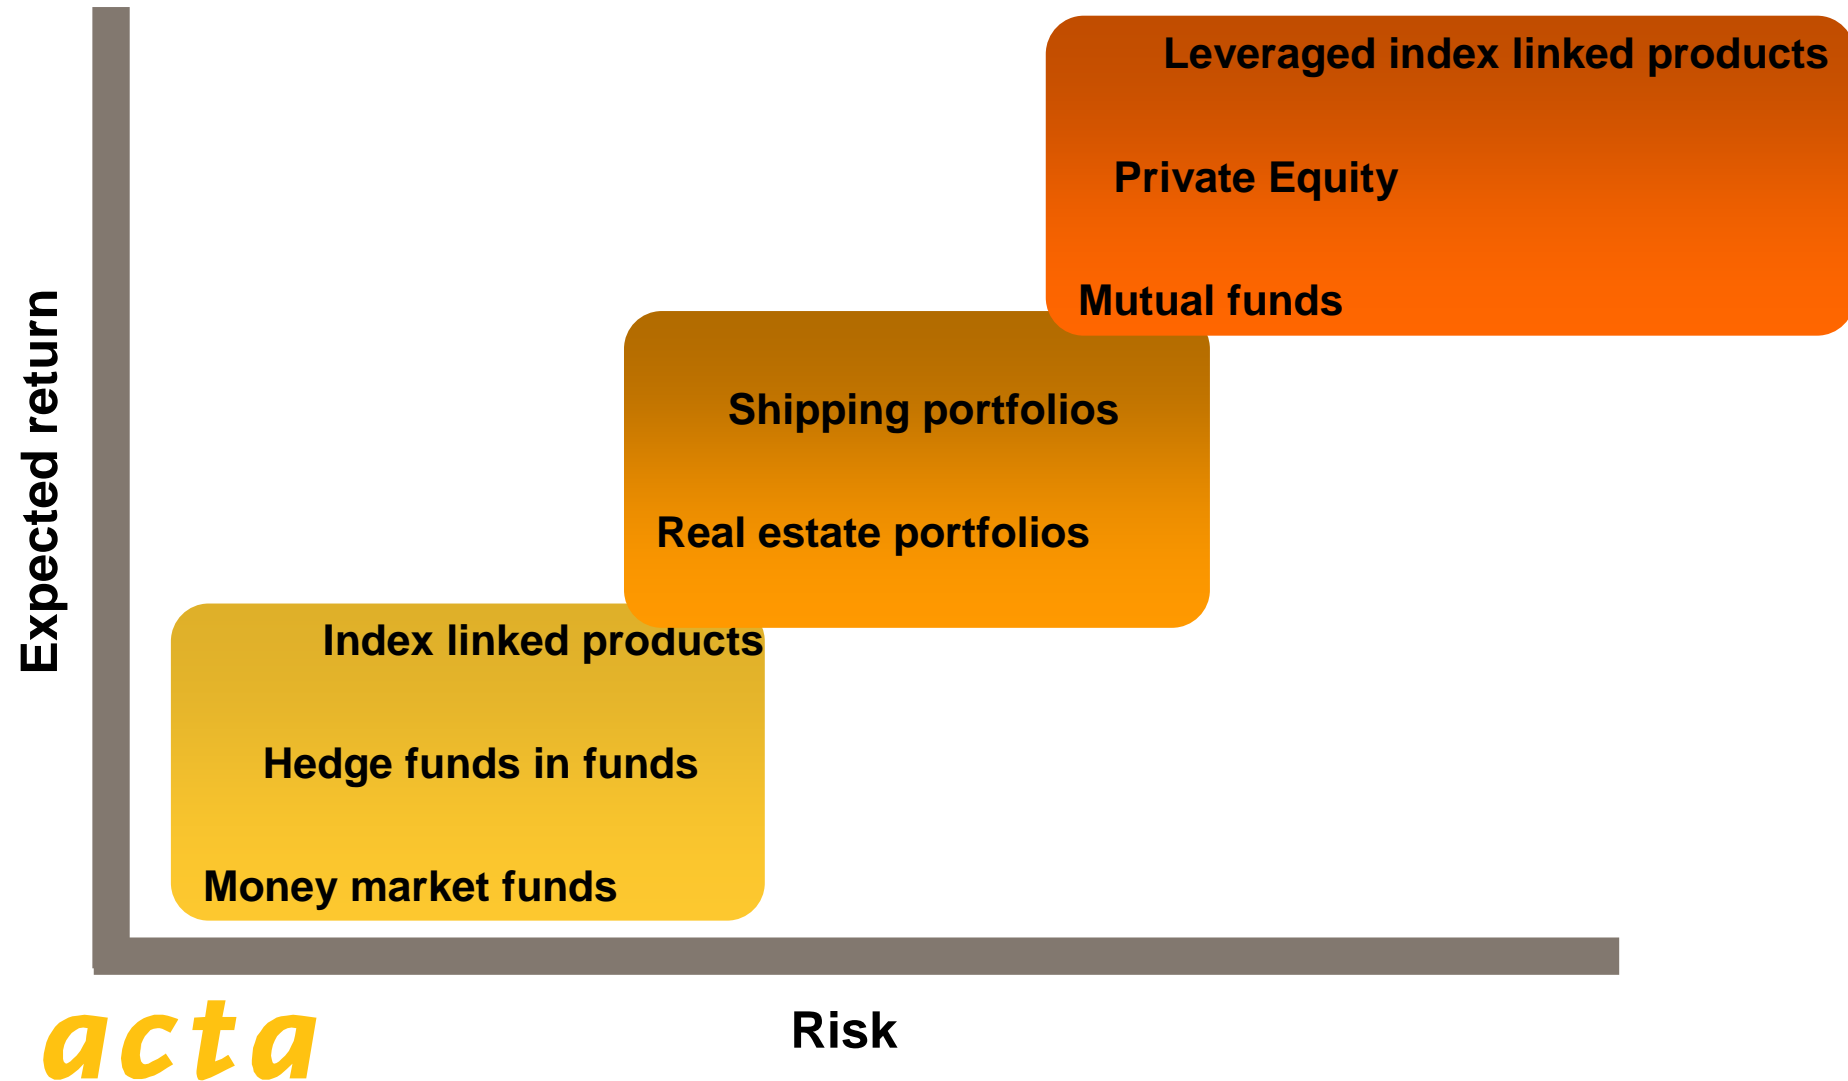 Leveraged index linked products
Private Equity
Mutual funds
Shipping portfolios
Real estate portfolios
Index linked products
Hedge funds in funds
Money market funds
Expected return
Risk
acta